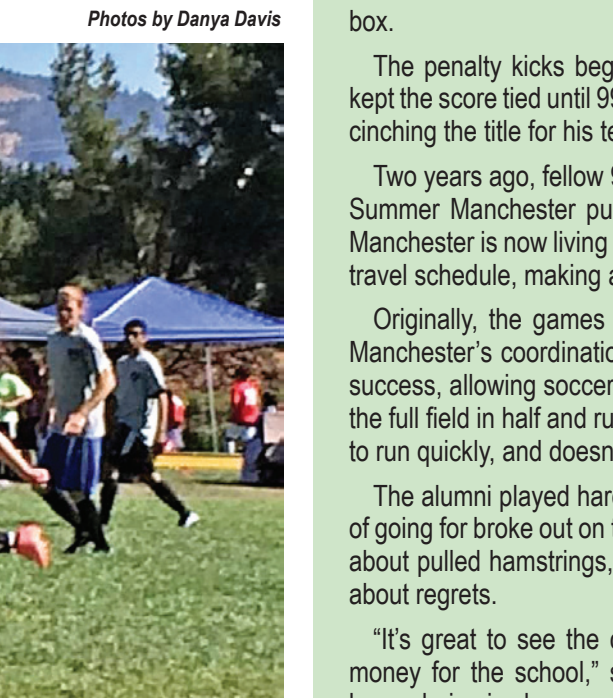 Photos by Danya Davis
box.
The penalty kicks beg
kept the score tied until 99
cinching the title for his te
Two years ago, fellow 9
Summer Manchester pu
Manchester is now living
travel schedule, making a
Originally, the games
Manchester’s coordinatio
success, allowing soccer
the full field in half and ru
to run quickly, and doesn
The alumni played hard
of going for broke out on t
about pulled hamstrings,
about regrets.
“It’s great to see the
money for the school,” s